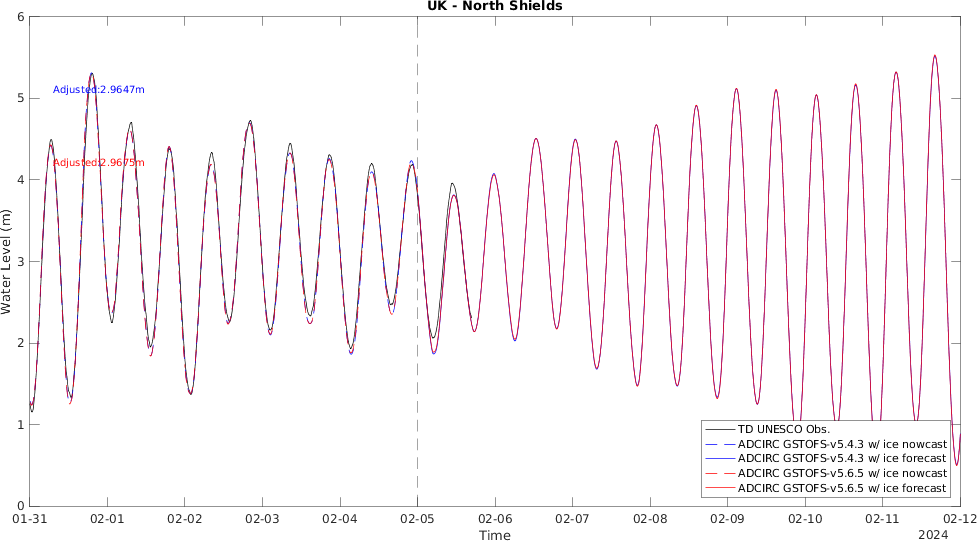 UK - North Shields
6
5
4
3
2
1
0
Water Level (m)
Adjusted:2.9647m
Adjusted:2.9675m
TD UNESCO Obs.
ADCIRC GSTOFS-v5.4.3 w/ ice nowcast
ADCIRC GSTOFS-v5.4.3 w/ ice forecast
ADCIRC GSTOFS-v5.6.5 w/ ice nowcast
ADCIRC GSTOFS-v5.6.5 w/ ice forecast
01-31 02-01 02-02 02-03 02-04 02-05 02-06 02-07 02-08 02-09 02-10 02-11 02-12
Time
2024